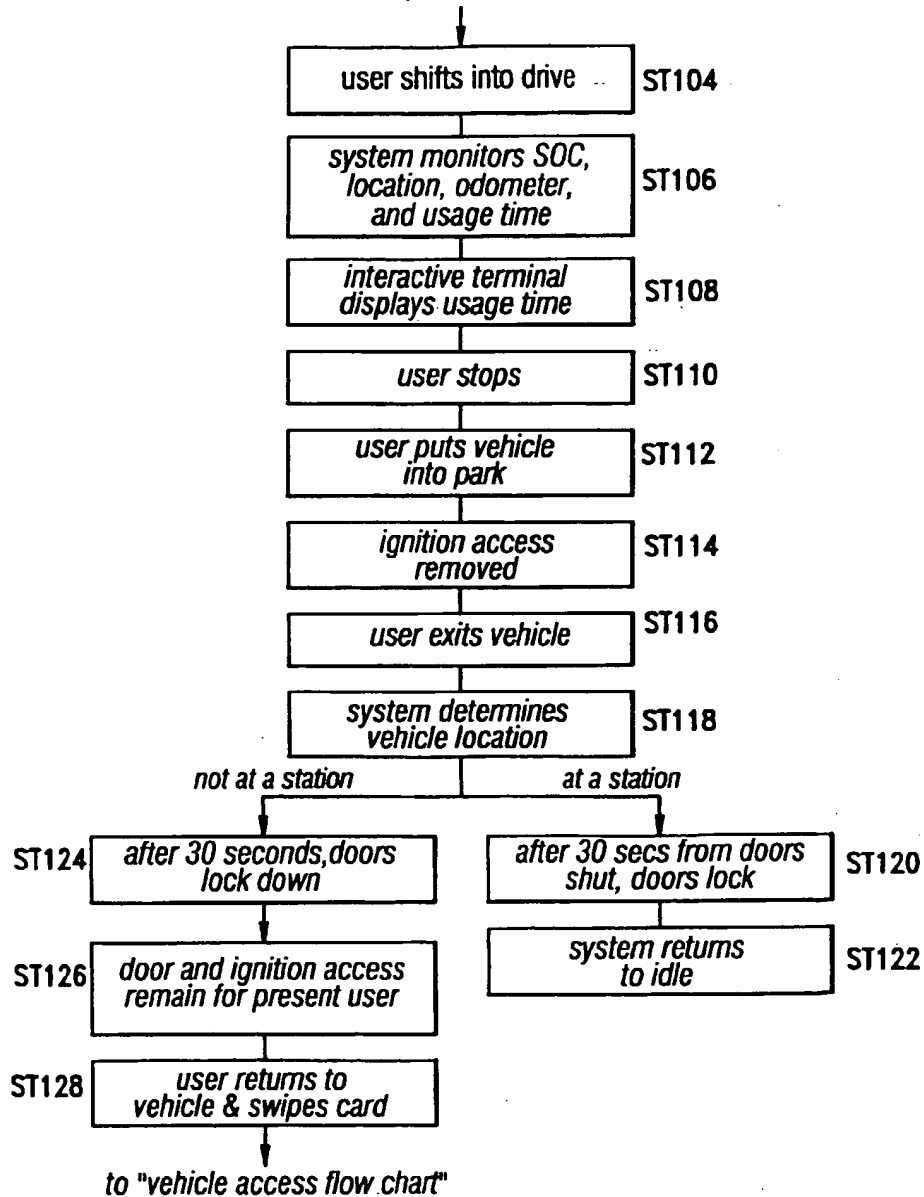 user shifts into drive ST104
system monitors SOC,
location, odometer,
and usage time
ST106
interactive terminal
displays usage time
ST108
user stops ST110
user puts vehicle
into park
ST112
ignition access
removed
ST114
user exits vehicle ST116
system determines
vehicle location
ST118
not at a station
at a station
ST124
after 30 seconds,doors
lock down
after 30 secs from doors
shut, doors lock
ST120
ST126
door and ignition access
remain for present user
system returns
to idle
ST122
ST128
user returns to
vehicle & swipes card
to "vehicle access flow chart"